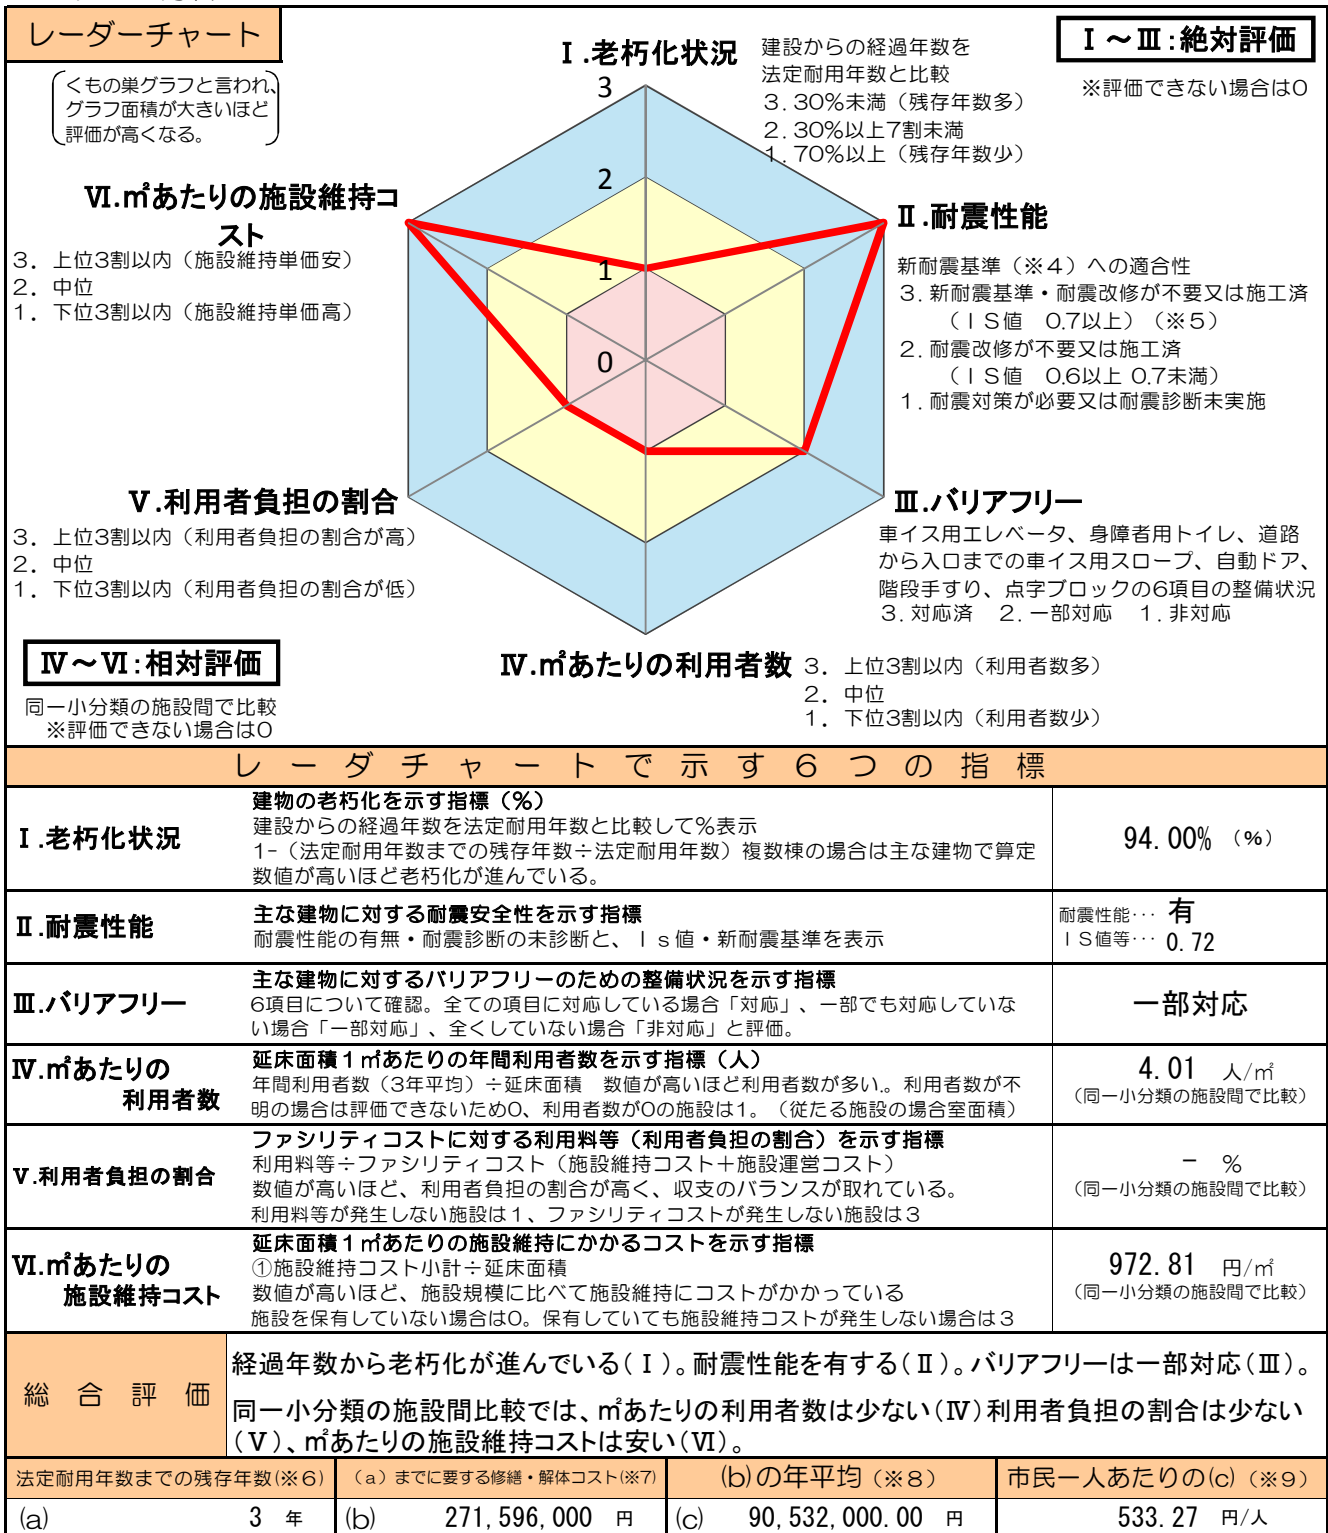 レーダーチャート
くもの巣グラフと言われ、
グラフ面積が大きいほど
評価が高くなる。
Ⅰ～Ⅲ:絶対評価
※評価できない場合は0
Ⅰ.老朽化状況
建設からの経過年数を
法定耐用年数と比較
３.30%未満（残存年数多）
２.30%以上7割未満
１.70%以上（残存年数少）
3
2
1
0
Ⅵ.㎡あたりの施設維持コ
スト
3. 上位3割以内（施設維持単価安）
2. 中位
1. 下位3割以内（施設維持単価高）
Ⅱ.耐震性能
新耐震基準（※４）への適合性
３.新耐震基準・耐震改修が不要又は施工済
（ＩＳ値　0.7以上）（※５）
２.耐震改修が不要又は施工済
（ＩＳ値　0.6以上 0.7未満）
１.耐震対策が必要又は耐震診断未実施
Ⅴ.利用者負担の割合
3. 上位3割以内（利用者負担の割合が高）
2. 中位
1. 下位3割以内（利用者負担の割合が低）
Ⅲ.バリアフリー
車イス用エレベータ、身障者用トイレ、道路
から入口までの車イス用スロープ、自動ドア、
階段手すり、点字ブロックの6項目の整備状況
３.対応済　２.一部対応　１.非対応
Ⅳ～Ⅵ:相対評価
同一小分類の施設間で比較
※評価できない場合は0
Ⅳ.㎡あたりの利用者数
3. 上位3割以内（利用者数多）
2. 中位
1. 下位3割以内（利用者数少）
レーダチャートで示す６つの指標
Ⅰ.老朽化状況
建物の老朽化を示す指標（%）
建設からの経過年数を法定耐用年数と比較して%表示
1-（法定耐用年数までの残存年数÷法定耐用年数）複数棟の場合は主な建物で算定
数値が高いほど老朽化が進んでいる。
94.00% （%）
Ⅱ.耐震性能
主な建物に対する耐震安全性を示す指標
耐震性能の有無・耐震診断の未診断と、Ｉｓ値・新耐震基準を表示
耐震性能… 有
ＩＳ値等… 0.72
Ⅲ.バリアフリー
主な建物に対するバリアフリーのための整備状況を示す指標
6項目について確認。全ての項目に対応している場合「対応」、一部でも対応していな
い場合「一部対応」、全くしていない場合「非対応」と評価。
一部対応
Ⅳ.㎡あたりの
利用者数
延床面積１㎡あたりの年間利用者数を示す指標（人）
年間利用者数（3年平均）÷延床面積　数値が高いほど利用者数が多い。利用者数が不
明の場合は評価できないため0、利用者数が0の施設は1。（従たる施設の場合室面積）
4.01 人/㎡
（同一小分類の施設間で比較）
Ⅴ.利用者負担の割合
ファシリティコストに対する利用料等（利用者負担の割合）を示す指標
利用料等÷ファシリティコスト（施設維持コスト＋施設運営コスト）
数値が高いほど、利用者負担の割合が高く、収支のバランスが取れている。
利用料等が発生しない施設は１、ファシリティコストが発生しない施設は３
－ %
（同一小分類の施設間で比較）
Ⅵ.㎡あたりの
施設維持コスト
延床面積１㎡あたりの施設維持にかかるコストを示す指標
①施設維持コスト小計÷延床面積
数値が高いほど、施設規模に比べて施設維持にコストがかかっている
施設を保有していない場合は0。保有していても施設維持コストが発生しない場合は３
972.81 円/㎡
（同一小分類の施設間で比較）
総合評価
経過年数から老朽化が進んでいる(Ⅰ)。耐震性能を有する(Ⅱ)。バリアフリーは一部対応(Ⅲ)。
同一小分類の施設間比較では、㎡あたりの利用者数は少ない(Ⅳ)利用者負担の割合は少ない
(Ⅴ)、㎡あたりの施設維持コストは安い(Ⅵ)。
法定耐用年数までの残存年数(※６)
（a）までに要する修繕・解体コスト(※7)
(b)の年平均（※８）
市民一人あたりの(c)（※９）
(a) 3 年
(b) 271,596,000 円
(c) 90,532,000.00 円
533.27 円/人